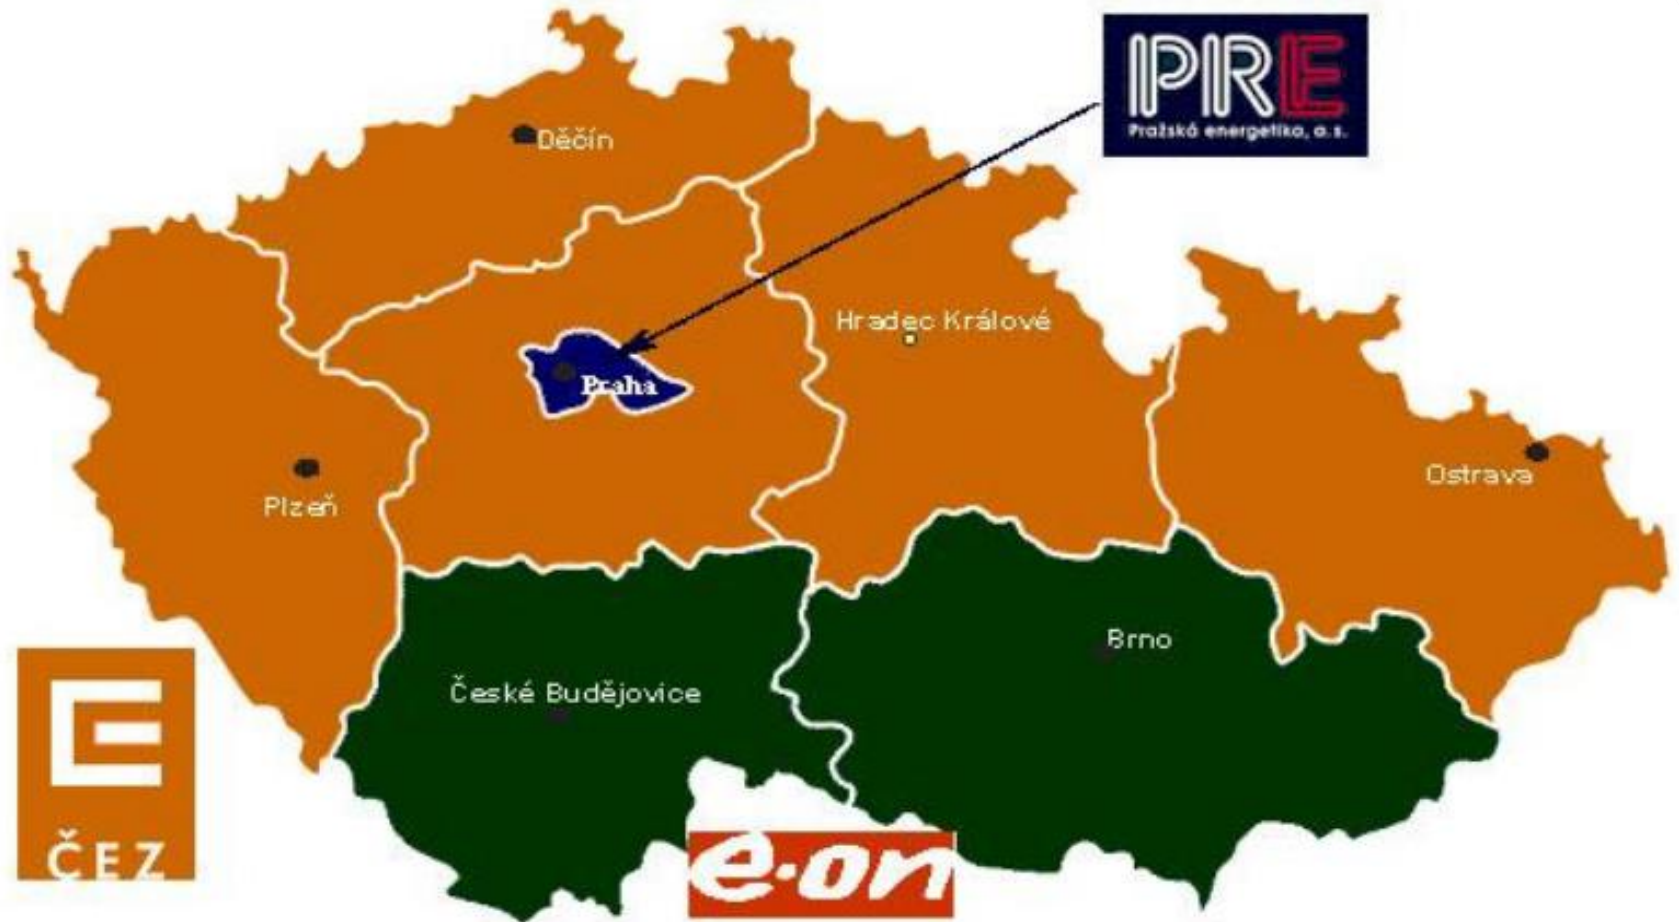 PRE
Pražská energetika, a.s.
Děčín
Hradec Králové
Praha
Ostrava
Plzeň
Brno
České Budějovice
ČEZ
e·on